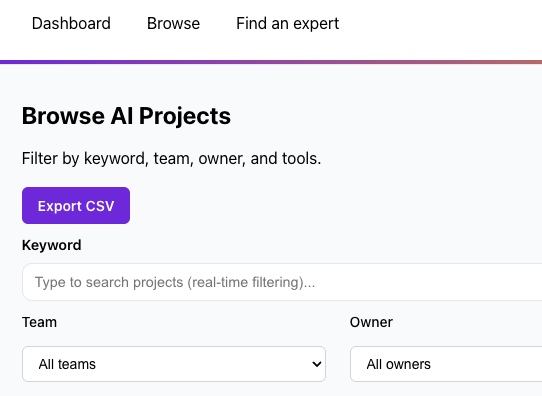 Dashboard Browse Find an expert
Browse AI Projects
Filter by keyword, team, owner, and tools.
Export CSV
Keyword
Type to search projects (real-time filtering)...
Team Owner
All teams All owners